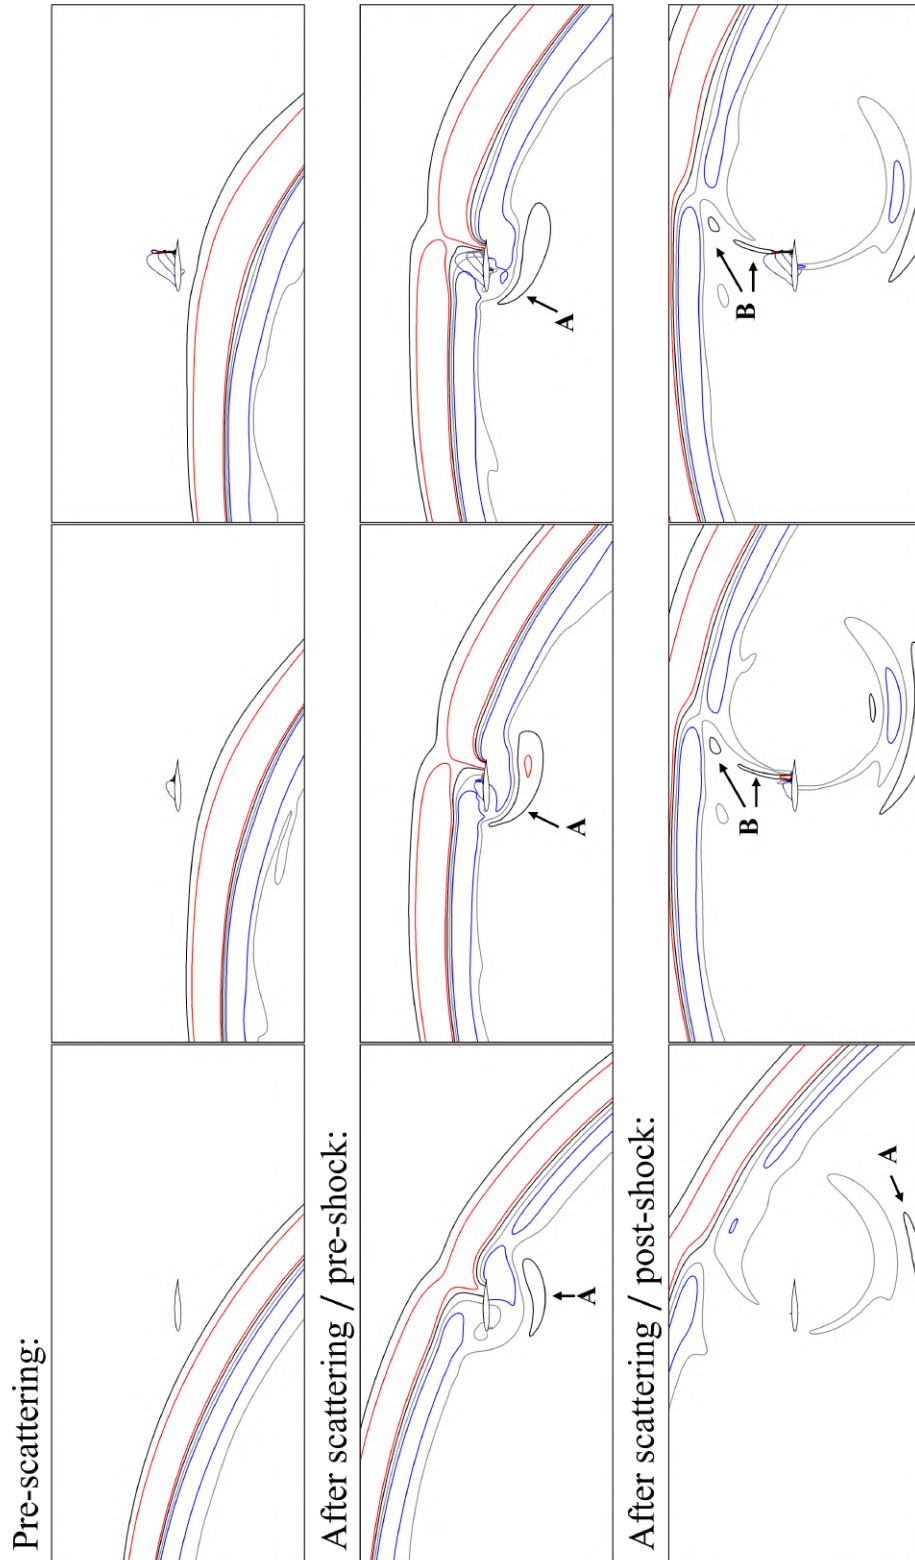 Pre-scattering:
After scattering / pre-shock:
A
A
A
After scattering / post-shock:
A
B
B